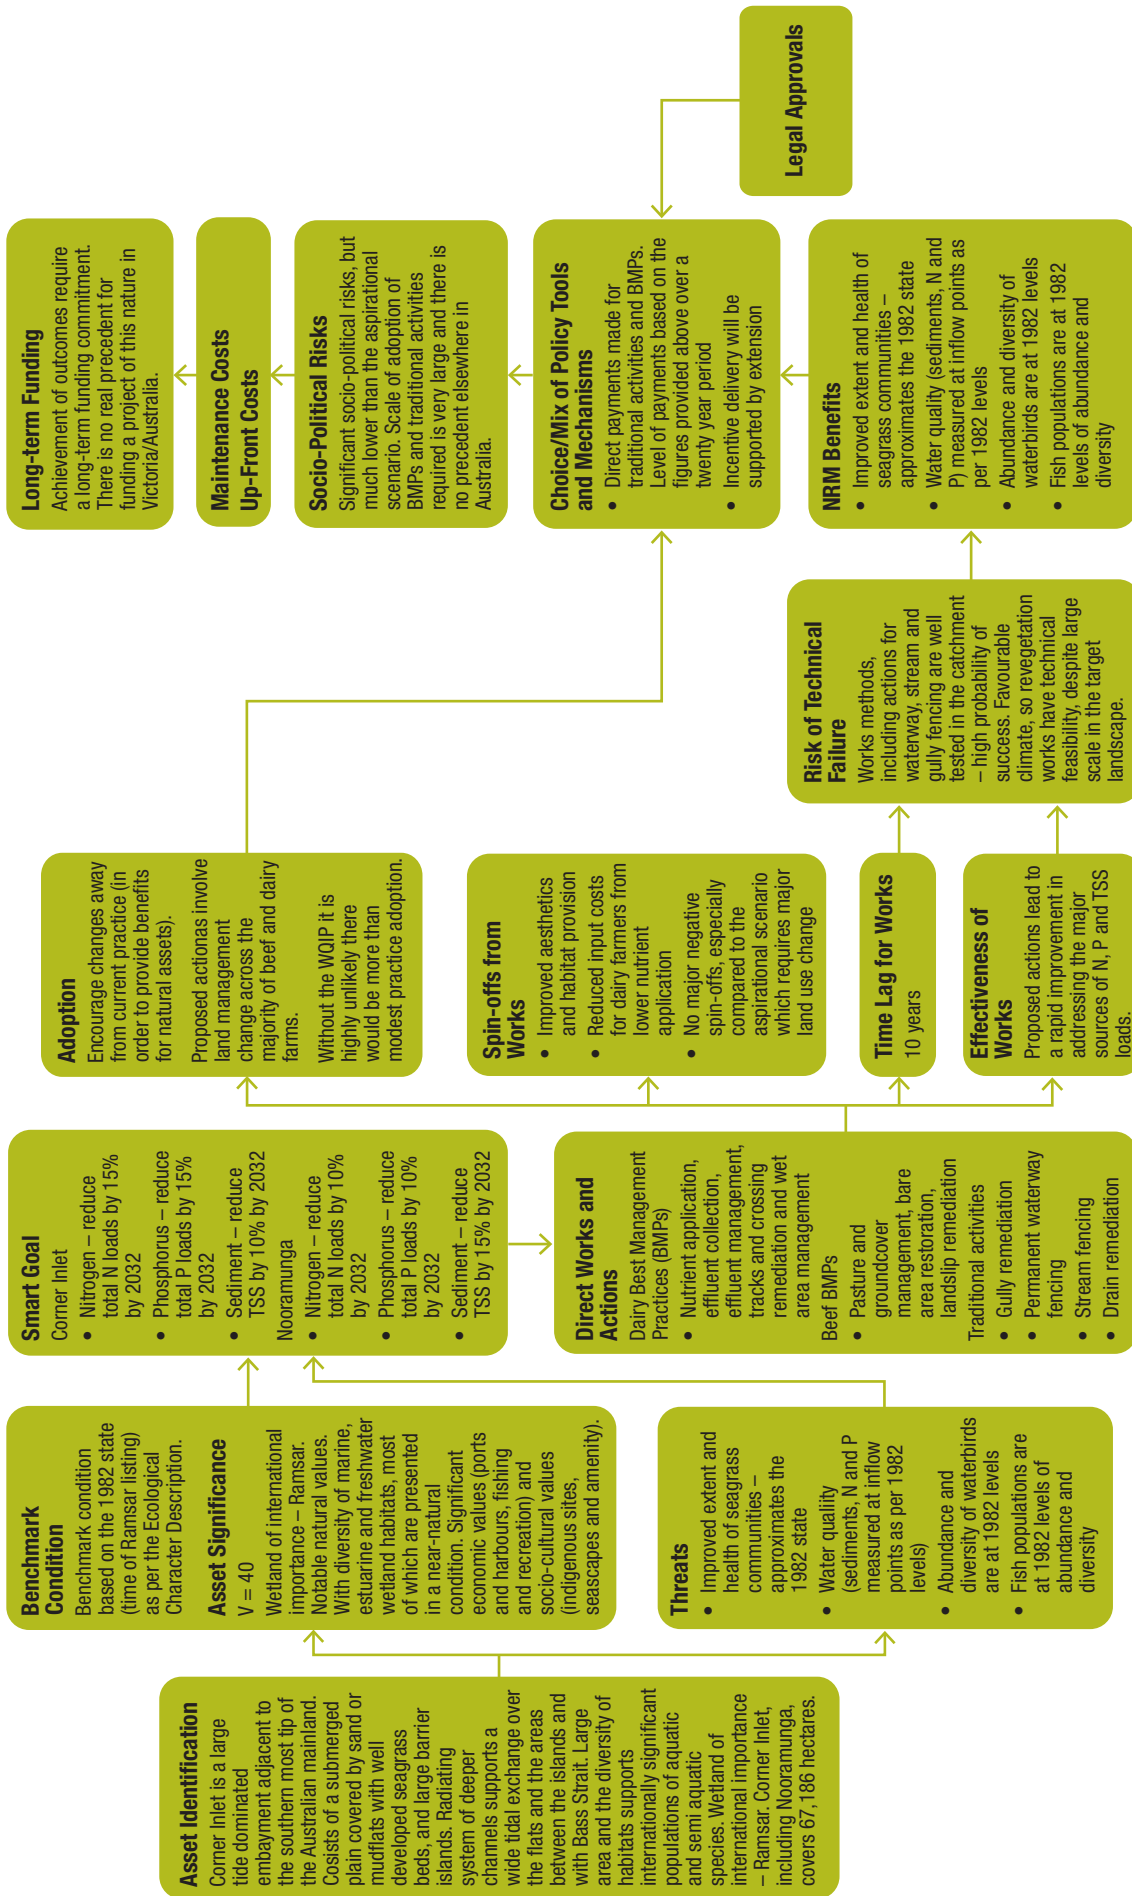 Asset Identification
Corner Inlet is a large
tide dominated
embayment adjacent to
the southern most tip of
the Australian mainland.
Cosists of a submerged
plain covered by sand or
mudflats with well
developed seagrass
beds, and large barrier
islands. Radiating
system of deeper
channels supports a
wide tidal exchange over
the flats and the areas
between the islands and
with Bass Strait. Large
area and the diversity of
habitats supports
internationally significant
populations of aquatic
and semi aquatic
species. Wetland of
international importance
– Ramsar. Corner Inlet,
including Nooramunga,
covers 67,186 hectares.
Benchmark
Condition
Benchmark condition
based on the 1982 state
(time of Ramsar listing)
as per the Ecological
Character Description.
Asset Significance
V = 40
Wetland of international
importance – Ramsar.
Notable natural values.
With diversity of marine,
estuarine and freshwater
wetland habitats, most
of which are presented
in a near-natural
condition. Significant
economic values (ports
and harbours, fishing
and recreation) and
socio-cultural values
(indigenous sites,
seascapes and amenity).
Threats
• Improved extent and
health of seagrass
communities –
approximates the
1982 state
• Water quality
(sediments, N and P
measured at inflow
points as per 1982
levels)
• Abundance and
diversity of waterbirds
are at 1982 levels
• Fish populations are
at 1982 levels of
abundance and
diversity
Smart Goal
Corner Inlet
• Nitrogen – reduce
total N loads by 15%
by 2032
• Phosphorus – reduce
total P loads by 15%
by 2032
• Sediment – reduce
TSS by 10% by 2032
Nooramunga
• Nitrogen – reduce
total N loads by 10%
by 2032
• Phosphorus – reduce
total P loads by 10%
by 2032
• Sediment – reduce
TSS by 15% by 2032
Direct Works and
Actions
Dairy Best Management
Practices (BMPs)
• Nutrient application,
effluent collection,
effluent management,
tracks and crossing
remediation and wet
area management
Beef BMPs
• Pasture and
groundcover
management, bare
area restoration,
landslip remediation
Traditional activities
• Gully remediation
• Permanent waterway
fencing
• Stream fencing
• Drain remediation
Adoption
Encourage changes away
from current practice (in
order to provide benefits
for natural assets).
Proposed actionas involve
land management
change across the
majority of beef and dairy
farms.
Without the WQIP it is
highly unlikely there
would be more than
modest practice adoption.
Spin-offs from
Works
• Improved aesthetics
and habitat provision
• Reduced input costs
for dairy farmers from
lower nutrient
application
• No major negative
spin-offs, especially
compared to the
aspirational scenario
which requires major
land use change
Time Lag for Works
10 years
Effectiveness of
Works
Proposed actions lead to
a rapid improvement in
addressing the major
sources of N, P and TSS
loads.
Risk of Technical
Failure
Works methods,
including actions for
waterway, stream and
gully fencing are well
tested in the catchment
– high probability of
success. Favourable
climate, so revegetation
works have technical
feasibility, despite large
scale in the target
landscape.
Long-term Funding
Achievement of outcomes require
a long-term funding commitment.
There is no real precedent for
funding a project of this nature in
Victoria/Australia.
Maintenance Costs
Up-Front Costs
Socio-Political Risks
Significant socio-political risks, but
much lower than the aspirational
scenario. Scale of adoption of
BMPs and traditional activities
required is very large and there is
no precedent elsewhere in
Australia.
Choice/Mix of Policy Tools
and Mechanisms
• Direct payments made for
traditional activities and BMPs.
Level of payments based on the
figures provided above over a
twenty year period
• Incentive delivery will be
supported by extension
NRM Benefits
• Improved extent and health of
seagrass communities –
approximates the 1982 state
• Water quality (sediments, N and
P) measured at inflow points as
per 1982 levels
• Abundance and diversity of
waterbirds are at 1982 levels
• Fish populations are at 1982
levels of abundance and
diversity
Legal Approvals